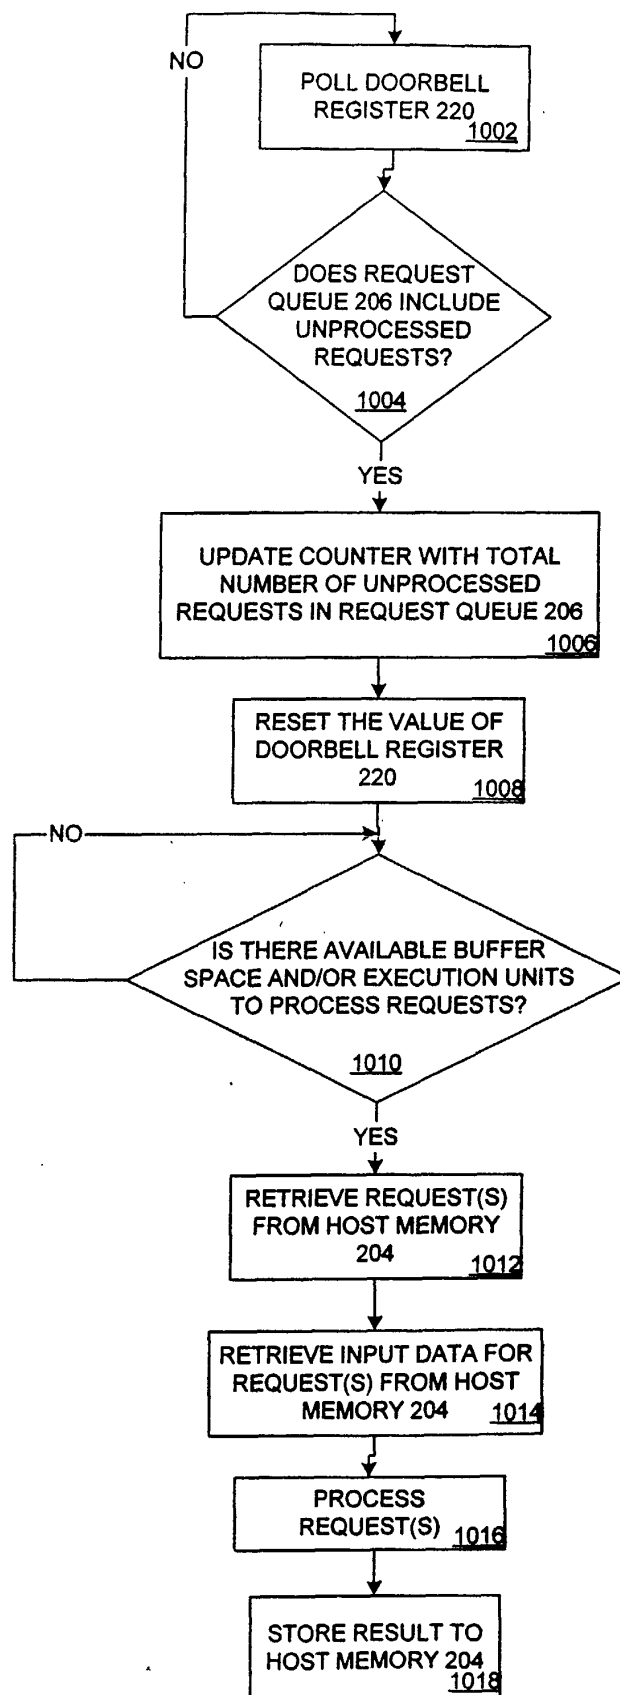 NO
POLL DOORBELL
REGISTER 220
1002
DOES REQUEST
QUEUE 206 INCLUDE
UNPROCESSED
REQUESTS?
1004
YES
UPDATE COUNTER WITH TOTAL
NUMBER OF UNPROCESSED
REQUESTS IN REQUEST QUEUE 206
1006
RESET THE VALUE OF
DOORBELL REGISTER
220
1008
NO
IS THERE AVAILABLE BUFFER
SPACE AND/OR EXECUTION UNITS
TO PROCESS REQUESTS?
1010
YES
RETRIEVE REQUEST(S)
FROM HOST MEMORY
204
1012
RETRIEVE INPUT DATA FOR
REQUEST(S) FROM HOST
MEMORY 204
1014
PROCESS
REQUEST(S)
1016
STORE RESULT TO
HOST MEMORY 204
1018